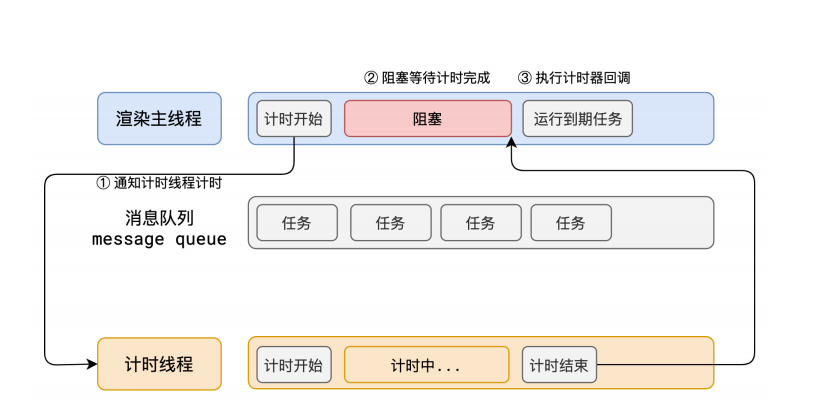 ② 阻塞等待计时完成
③ 执行计时器回调
渲染主线程
计时开始
阻塞
运行到期任务
① 通知计时线程计时
消息队列
message queue
任务
任务
任务
任务
计时线程
计时开始
计时中...
计时结束